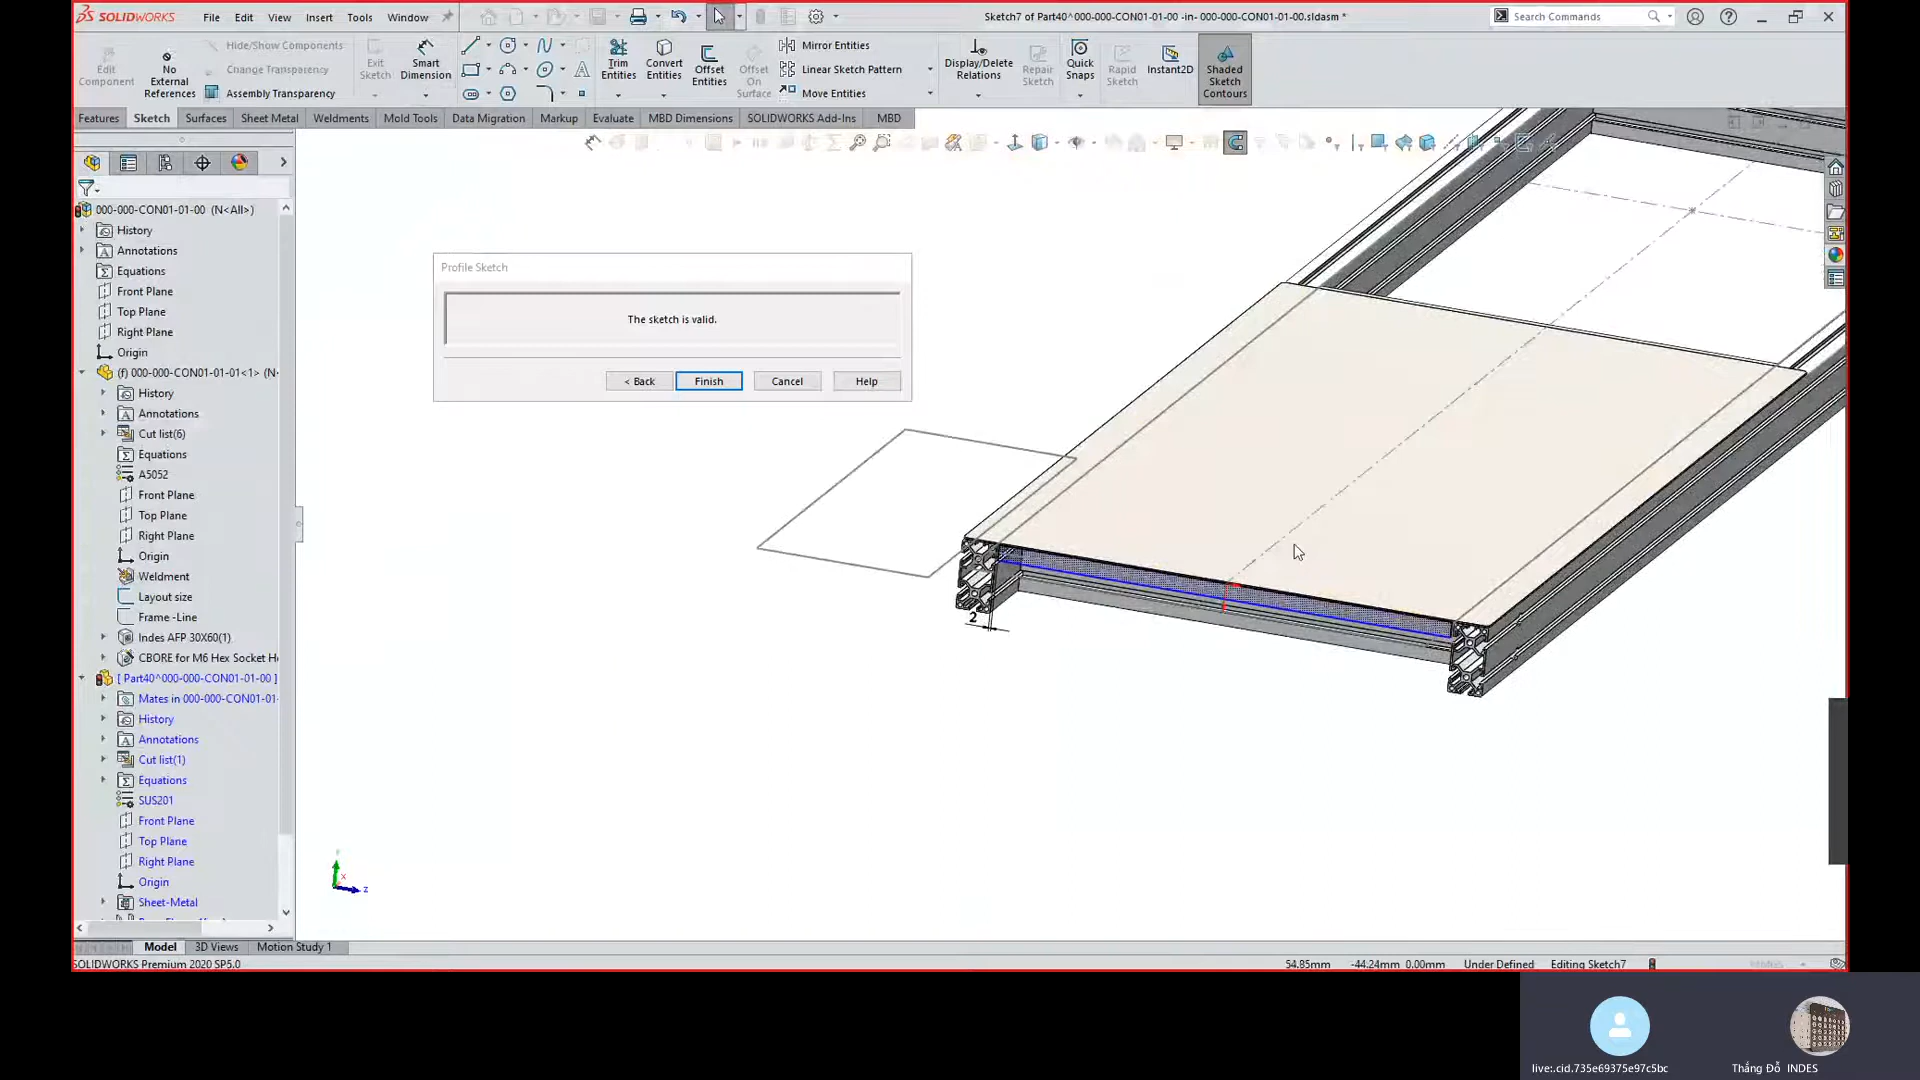 SOLIDWORKS File Edit View Insert Tools Window
Sketch7 of Part40^000-000-CON01-01-00 -in- 000-000-CON01-01-00.sldasm *
Search Commands
Edit Component
No External References
Hide/Show Components
Change Transparency
Assembly Transparency
Exit Sketch
Smart Dimension
Trim Entities
Convert Entities
Offset Entities
Offset On Surface
Mirror Entities
Linear Sketch Pattern
Move Entities
Display/Delete Relations
Repair Sketch
Quick Snaps
Rapid Sketch
Instant2D
Shaded Sketch Contours
Features Sketch Surfaces Sheet Metal Weldments Mold Tools Data Migration Markup Evaluate MBD Dimensions SOLIDWORKS Add-Ins MBD
000-000-CON01-01-00 (N<All>)
History
Annotations
Equations
Front Plane
Top Plane
Right Plane
Origin
(f) 000-000-CON01-01-01<1> (N
History
Annotations
Cut list(6)
Equations
A5052
Front Plane
Top Plane
Right Plane
Origin
Weldment
Layout size
Frame -Line
Indes AFP 30X60(1)
CBORE for M6 Hex Socket H
[ Part40^000-000-CON01-01-00 ]
Mates in 000-000-CON01-01-
History
Annotations
Cut list(1)
Equations
SUS201
Front Plane
Top Plane
Right Plane
Origin
Sheet-Metal
Profile Sketch
The sketch is valid.
< Back Finish Cancel Help
2
x
z
Model 3D Views Motion Study 1
SOLIDWORKS Premium 2020 SP5.0
54.85mm -44.24mm 0.00mm Under Defined Editing Sketch7
live:.cid.735e69375e97c5bc
Thắng Đỗ INDES